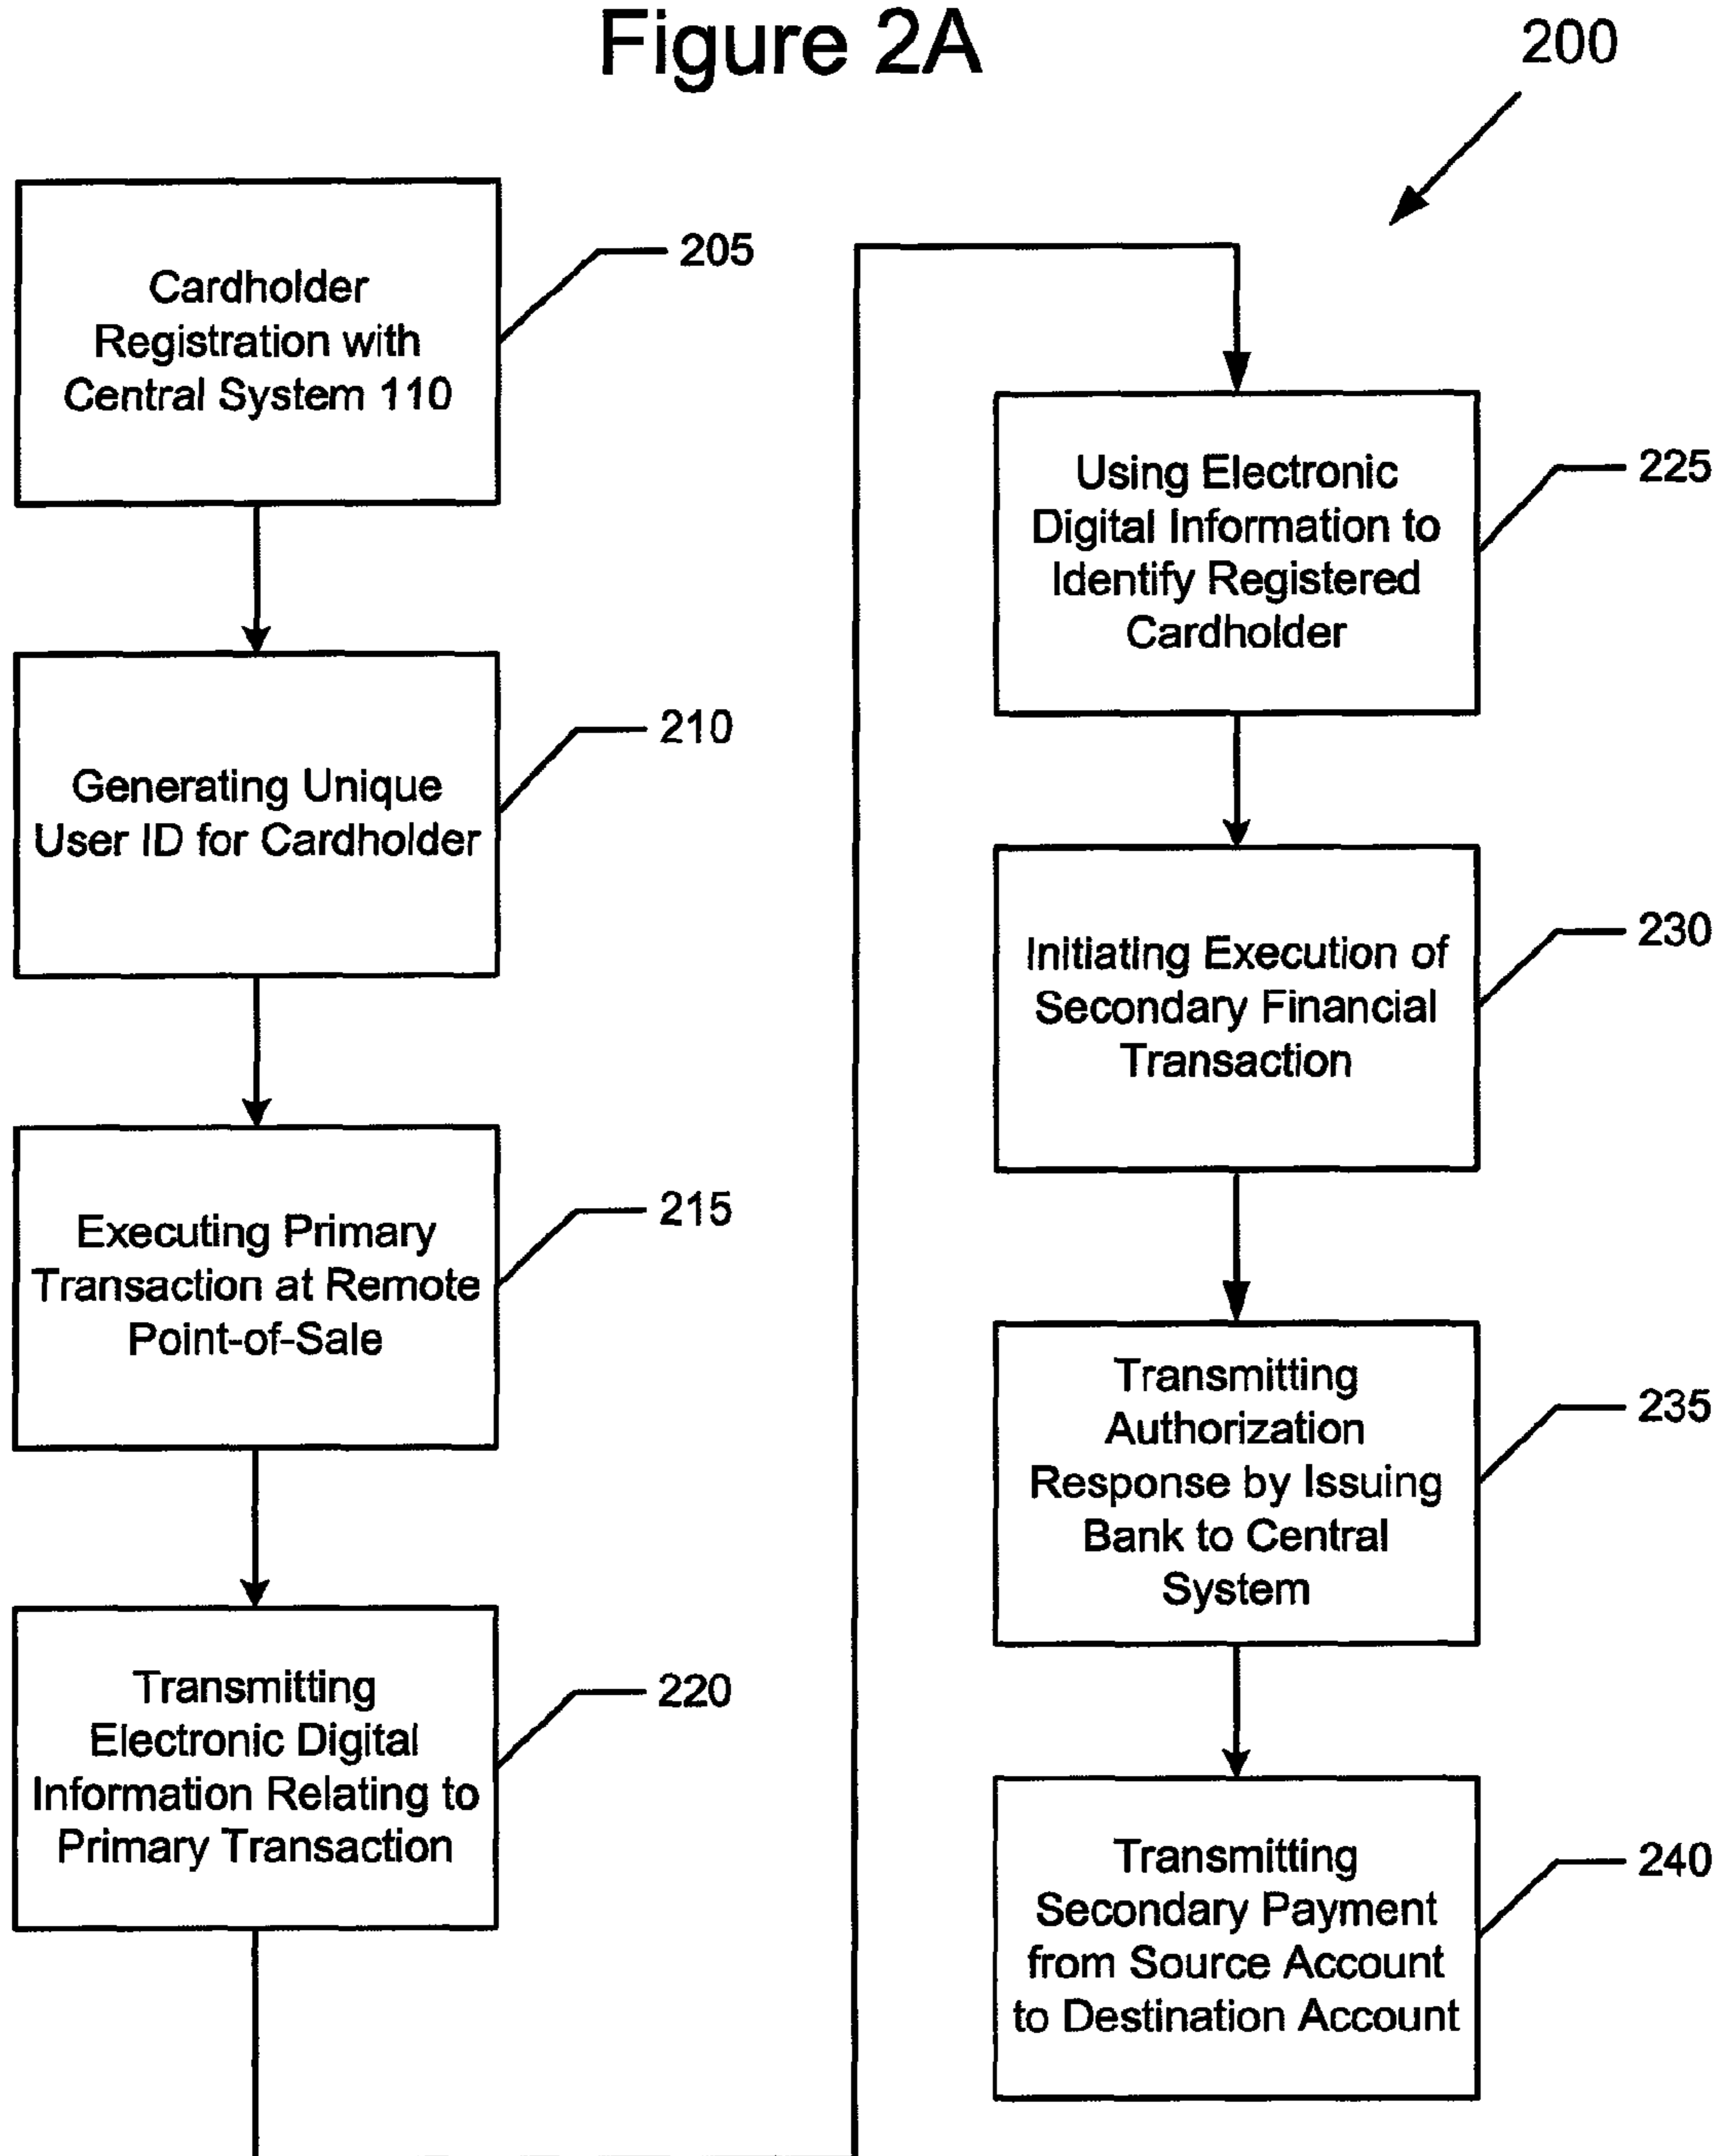 Figure 2A
200
Cardholder
Registration with
Central System 110
205
Generating Unique
User ID for Cardholder
210
Executing Primary
Transaction at Remote
Point-of-Sale
215
Transmitting
Electronic Digital
Information Relating to
Primary Transaction
220
Using Electronic
Digital Information to
Identify Registered
Cardholder
225
Initiating Execution of
Secondary Financial
Transaction
230
Transmitting
Authorization
Response by Issuing
Bank to Central
System
235
Transmitting
Secondary Payment
from Source Account
to Destination Account
240